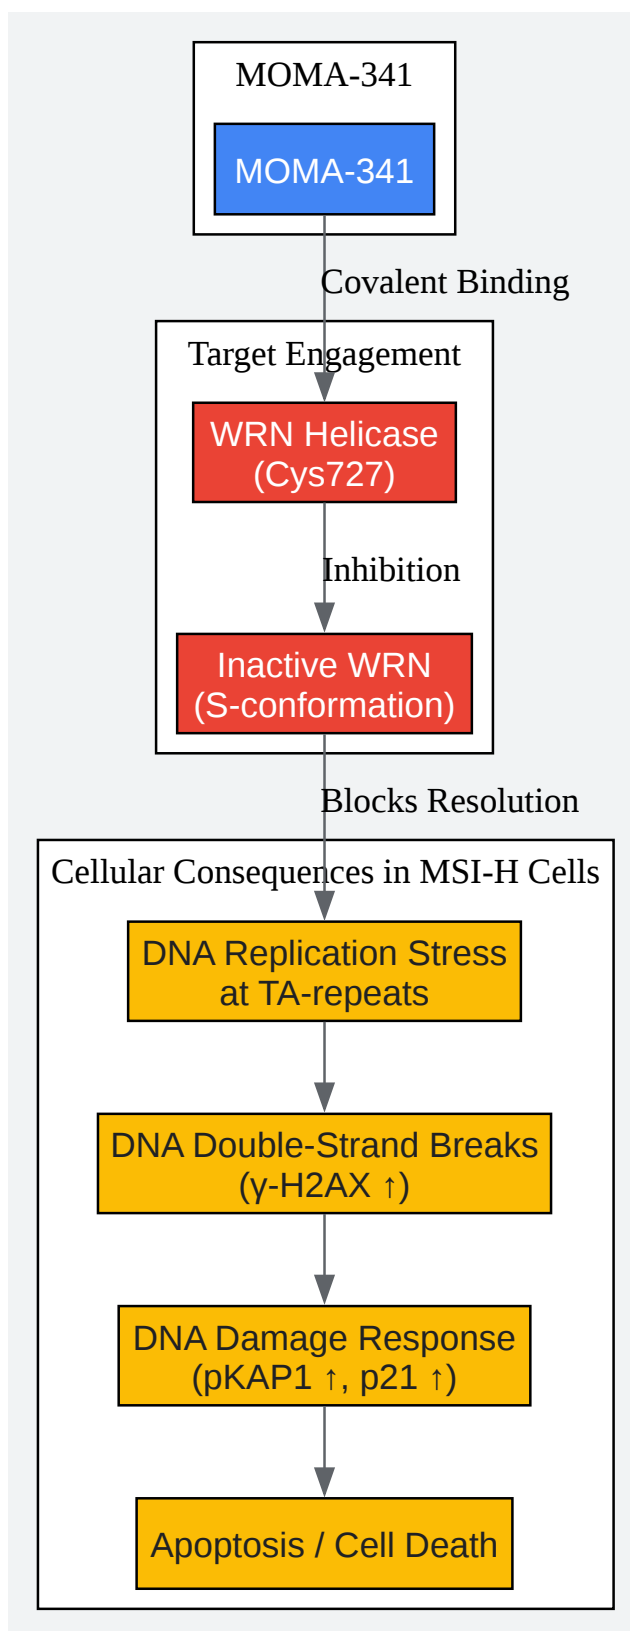 MOMA-341
MOMA-341
Covalent Binding
Target Engagement
WRN Helicase
(Cys727)
Inhibition
Inactive WRN
(S-conformation)
Blocks Resolution
Cellular Consequences in MSI-H Cells
DNA Replication Stress
at TA-repeats
DNA Double-Strand Breaks
(γ-H2AX ↑)
DNA Damage Response
(pKAP1 ↑, p21 ↑)
Apoptosis / Cell Death